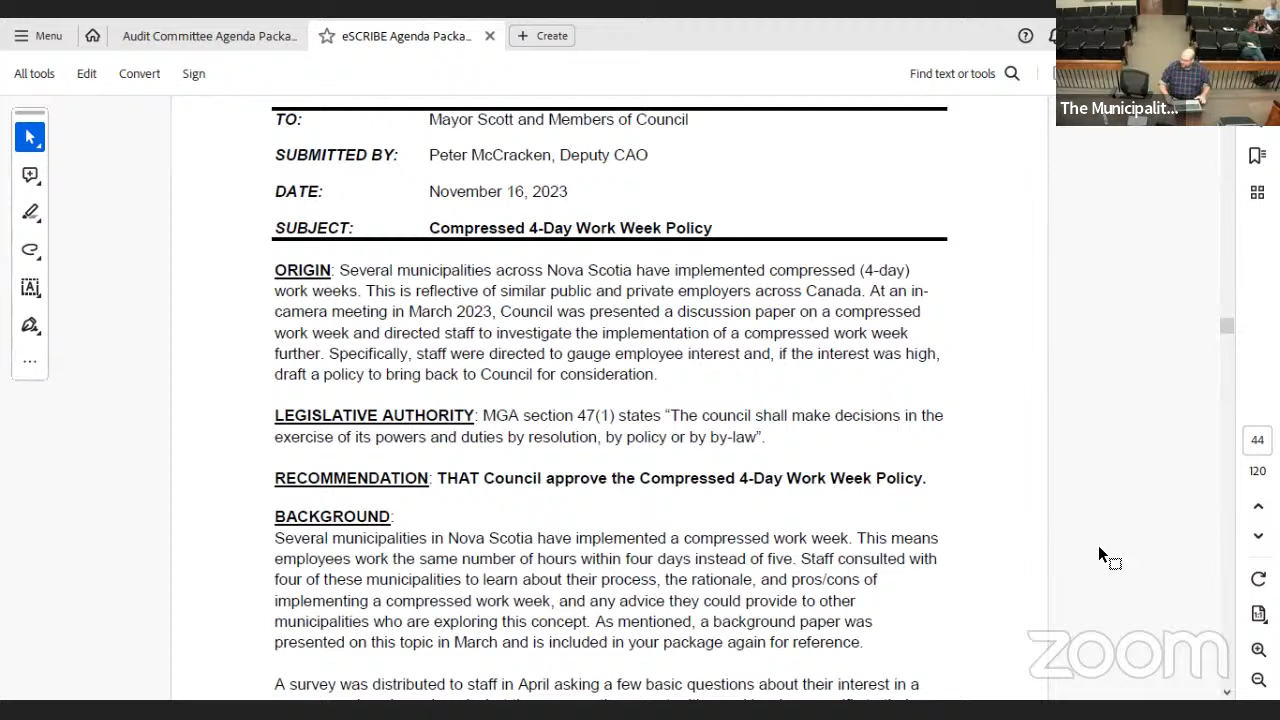 Menu
Audit Committee Agenda Packa...
eSCRIBE Agenda Packa...
Create
All tools
Edit
Convert
Sign
Find text or tools
The Municipalit...
TO: Mayor Scott and Members of Council
SUBMITTED BY: Peter McCracken, Deputy CAO
DATE: November 16, 2023
SUBJECT: Compressed 4-Day Work Week Policy
ORIGIN: Several municipalities across Nova Scotia have implemented compressed (4-day)
work weeks. This is reflective of similar public and private employers across Canada. At an in-
camera meeting in March 2023, Council was presented a discussion paper on a compressed
work week and directed staff to investigate the implementation of a compressed work week
further. Specifically, staff were directed to gauge employee interest and, if the interest was high,
draft a policy to bring back to Council for consideration.
LEGISLATIVE AUTHORITY: MGA section 47(1) states “The council shall make decisions in the
exercise of its powers and duties by resolution, by policy or by by-law”.
RECOMMENDATION: THAT Council approve the Compressed 4-Day Work Week Policy.
BACKGROUND:
Several municipalities in Nova Scotia have implemented a compressed work week. This means
employees work the same number of hours within four days instead of five. Staff consulted with
four of these municipalities to learn about their process, the rationale, and pros/cons of
implementing a compressed work week, and any advice they could provide to other
municipalities who are exploring this concept. As mentioned, a background paper was
presented on this topic in March and is included in your package again for reference.
A survey was distributed to staff in April asking a few basic questions about their interest in a
44
120
zoom